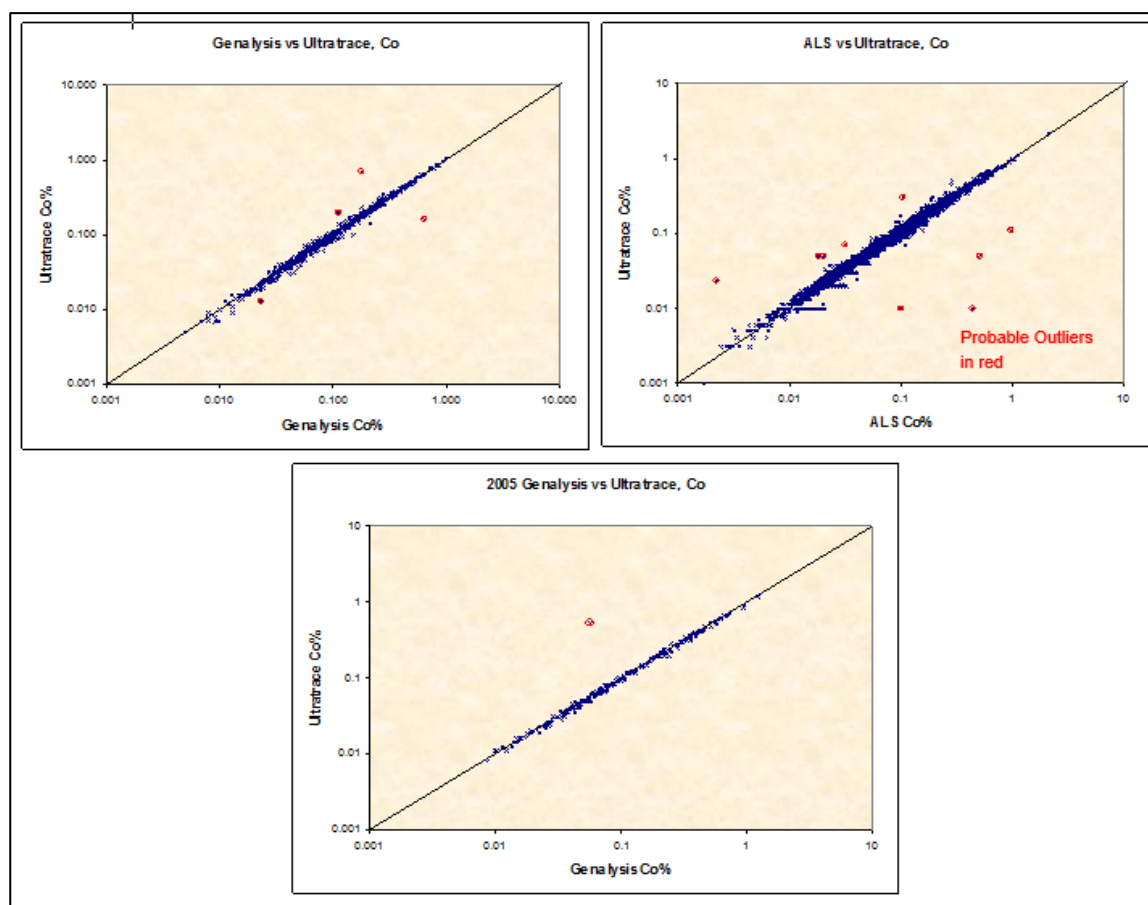 Genalysis vs Ultratrace, Co
10.000
1.000
0.100
0.010
0.001
0.001 0.010 0.100 1.000 10.000
Ultratrace Co%
Genalysis Co%
ALS vs Ultratrace, Co
10
1
0.1
0.01
0.001
0.001 0.01 0.1 1 10
Ultratrace Co%
ALS Co%
Probable Outliers
in red
2005 Genalysis vs Ultratrace, Co
10
1
0.1
0.01
0.001
0.001 0.01 0.1 1 10
Ultratrace Co%
Genalysis Co%